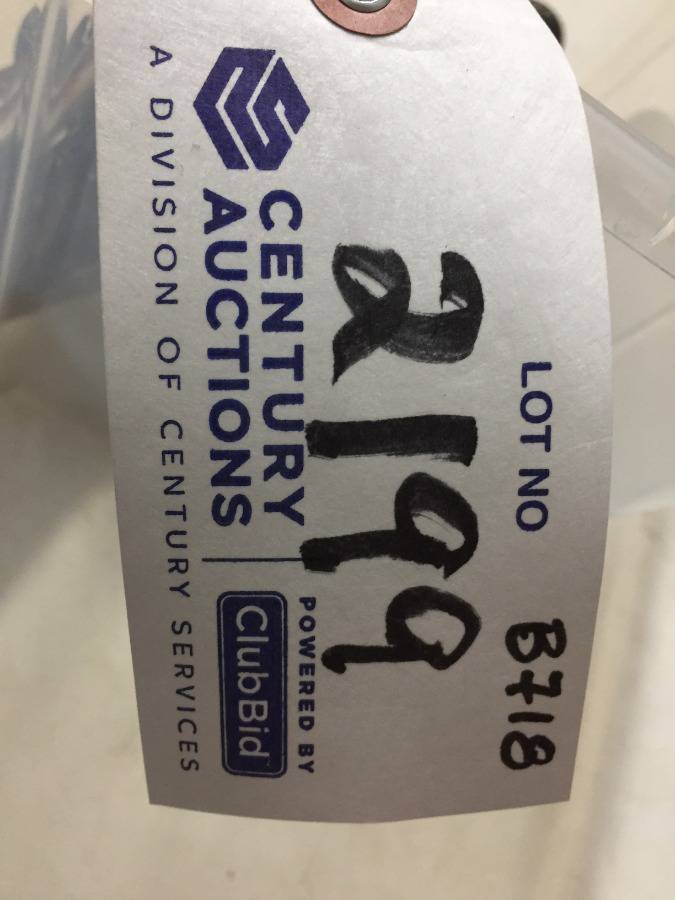 LOT NO B718
2199
CENTURY
AUCTIONS
POWERED BY
ClubBid
A DIVISION OF CENTURY SERVICES